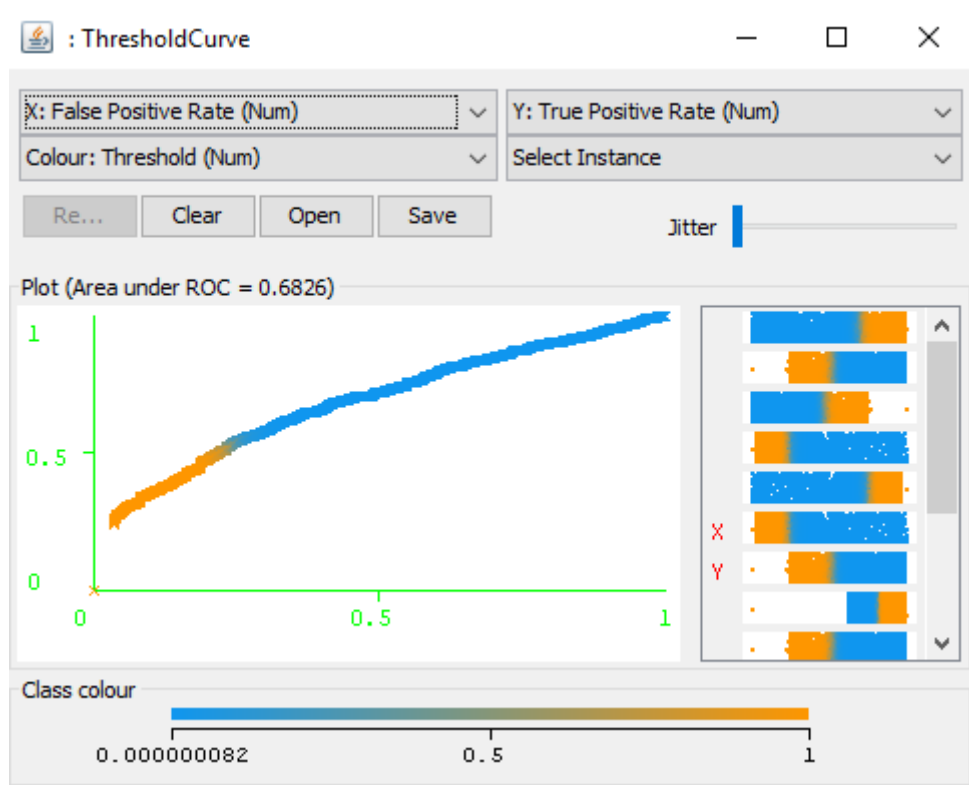 : ThresholdCurve
X: False Positive Rate (Num) Y: True Positive Rate (Num)
Colour: Threshold (Num) Select Instance
Re... Clear Open Save Jitter
Plot (Area under ROC = 0.6826)
1
0.5
X
Y
0
0 0.5 1
Class colour
0.000000082 0.5 1